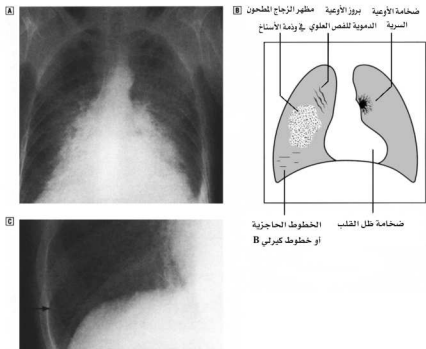 A
B
ضخامة الأوعية
السرية
بروز الأوعية
الدموية للفص العلوي
مظهر الزجاج المطحون
في وذمة الأسناخ
ضخامة ظل القلب
الخطوط الحاجزية
أو خطوط كيرلي B
C